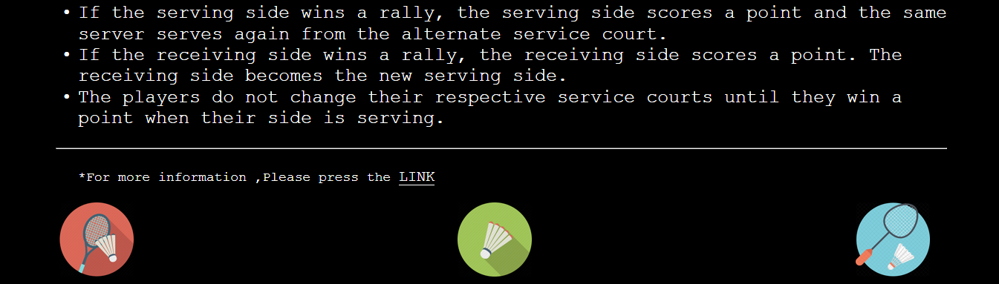 • If the serving side wins a rally, the serving side scores a point and the same
server serves again from the alternate service court.
• If the receiving side wins a rally, the receiving side scores a point. The
receiving side becomes the new serving side.
• The players do not change their respective service courts until they win a
point when their side is serving.
*For more information ,Please press the LINK